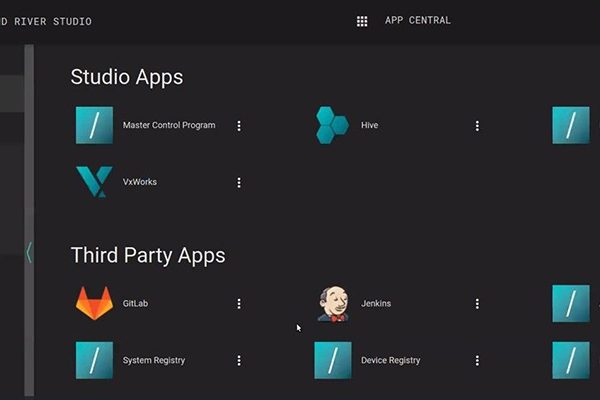 D RIVER STUDIO
APP CENTRAL
Studio Apps
Master Control Program
Hive
VxWorks
Third Party Apps
GitLab
Jenkins
System Registry
Device Registry